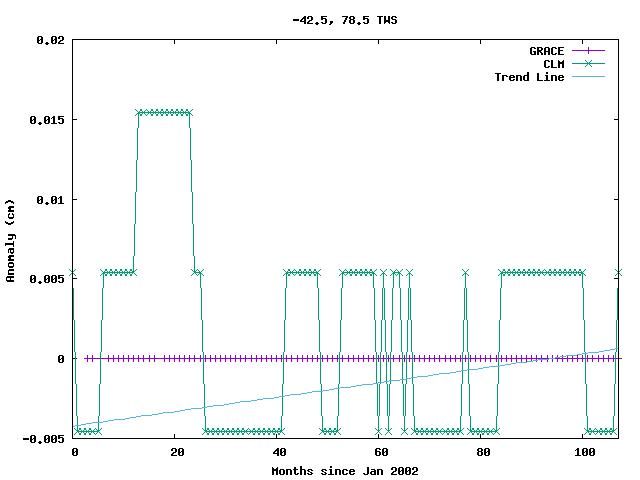 -42.5, 78.5 TWS
0.02
0.015
0.01
0.005
0
-0.005
Anomaly (cm)
GRACE
CLM
Trend Line
0 20 40 60 80 100
Months since Jan 2002